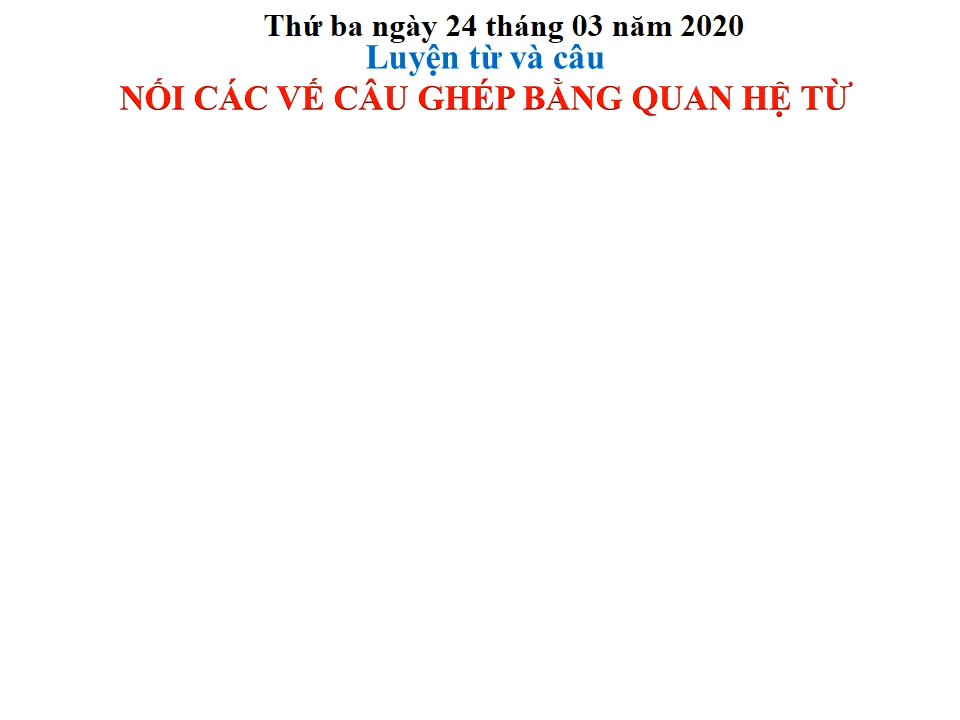 Thứ ba ngày 24 tháng 03 năm 2020
Luyện từ và câu
NỐI CÁC VẾ CÂU GHÉP BẰNG QUAN HỆ TỪ